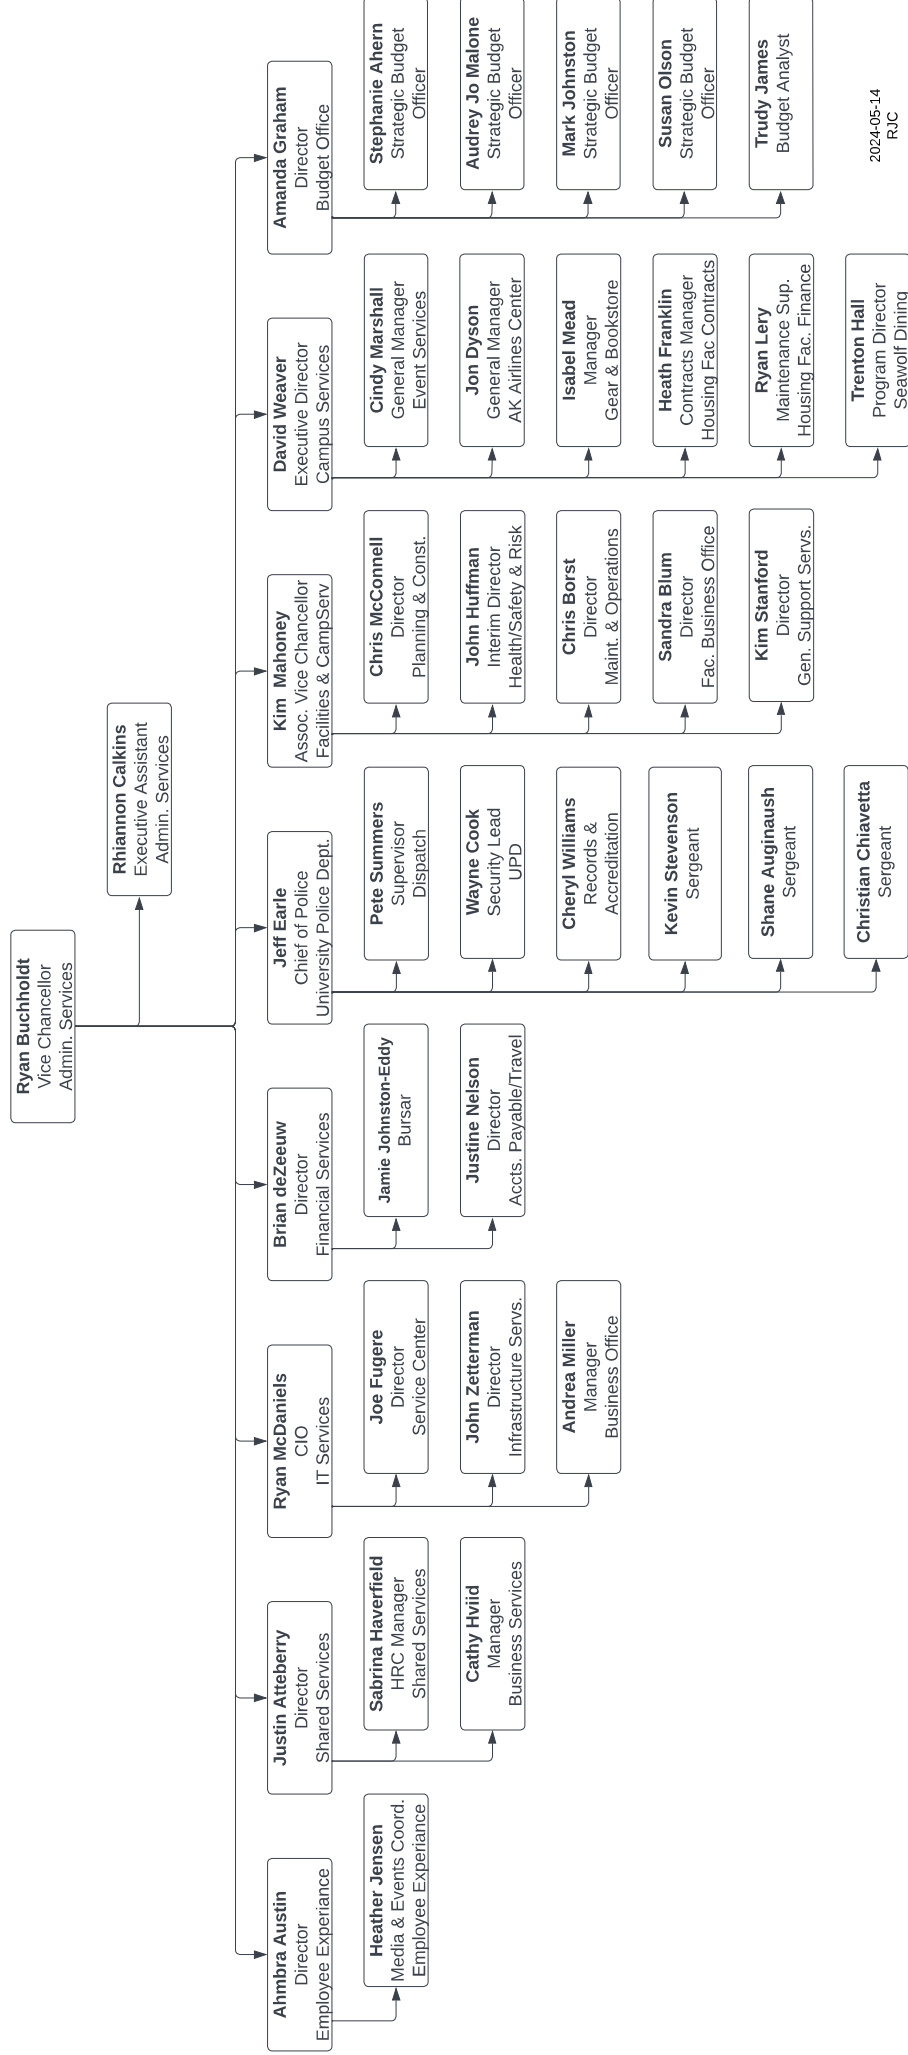 Ryan Buchholdt
Vice Chancellor
Admin. Services
Rhiannon Calkins
Executive Assistant
Admin. Services
Ahmbra Austin
Director
Employee Experiance
Heather Jensen
Media & Events Coord.
Employee Experiance
Justin Atteberry
Director
Shared Services
Sabrina Haverfield
HRC Manager
Shared Services
Cathy Hviid
Manager
Business Services
Ryan McDaniels
CIO
IT Services
Joe Fugere
Director
Service Center
John Zetterman
Director
Infrastructure Servs.
Andrea Miller
Manager
Business Office
Brian deZeeuw
Director
Financial Services
Jamie Johnston-Eddy
Bursar
Justine Nelson
Director
Accts. Payable/Travel
Jeff Earle
Chief of Police
University Police Dept.
Pete Summers
Supervisor
Dispatch
Wayne Cook
Security Lead
UPD
Cheryl Williams
Records &
Accreditation
Kevin Stevenson
Sergeant
Shane Auginaush
Sergeant
Christian Chiavetta
Sergeant
Kim Mahoney
Assoc. Vice Chancellor
Facilities & CampServ
Chris McConnell
Director
Planning & Const.
John Huffman
Interim Director
Health/Safety & Risk
Chris Borst
Director
Maint. & Operations
Sandra Blum
Director
Fac. Business Office
Kim Stanford
Director
Gen. Support Servs.
David Weaver
Executive Director
Campus Services
Cindy Marshall
General Manager
Event Services
Jon Dyson
General Manager
AK Airlines Center
Isabel Mead
Manager
Gear & Bookstore
Heath Franklin
Contracts Manager
Housing Fac Contracts
Ryan Lery
Maintenance Sup.
Housing Fac. Finance
Trenton Hall
Program Director
Seawolf Dining
Amanda Graham
Director
Budget Office
Stephanie Ahern
Strategic Budget
Officer
Audrey Jo Malone
Strategic Budget
Officer
Mark Johnston
Strategic Budget
Officer
Susan Olson
Strategic Budget
Officer
Trudy James
Budget Analyst
2024-05-14
RJC